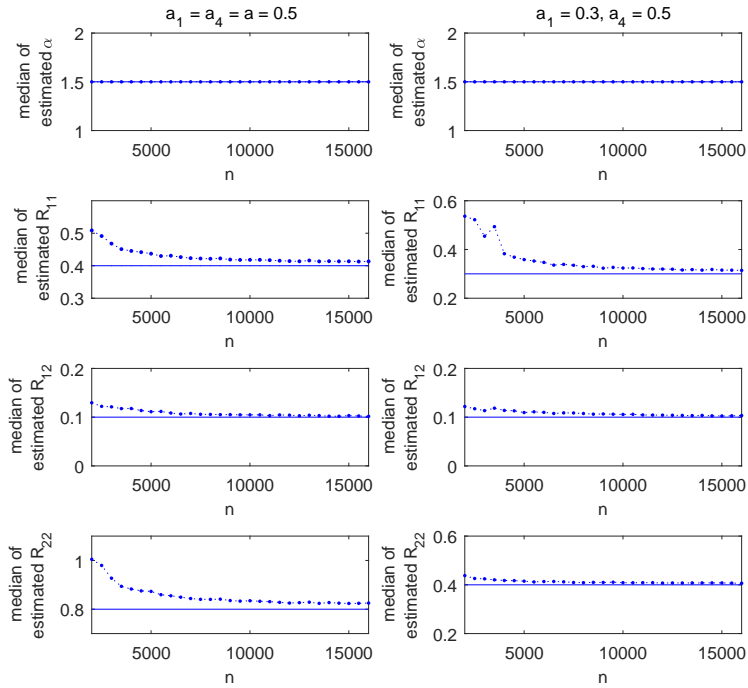 a₁ = a₄ = a = 0.5
a₁ = 0.3, a₄ = 0.5
median of
estimated α
2
1.5
1
5000 10000 15000
n
median of
estimated α
2
1.5
1
5000 10000 15000
n
median of
estimated R₁₁
0.5
0.4
0.3
5000 10000 15000
n
median of
estimated R₁₁
0.6
0.4
0.2
5000 10000 15000
n
median of
estimated R₁₂
0.2
0.1
0
5000 10000 15000
n
median of
estimated R₁₂
0.2
0.1
0
5000 10000 15000
n
median of
estimated R₂₂
1
0.8
5000 10000 15000
n
median of
estimated R₂₂
0.6
0.4
0.2
5000 10000 15000
n